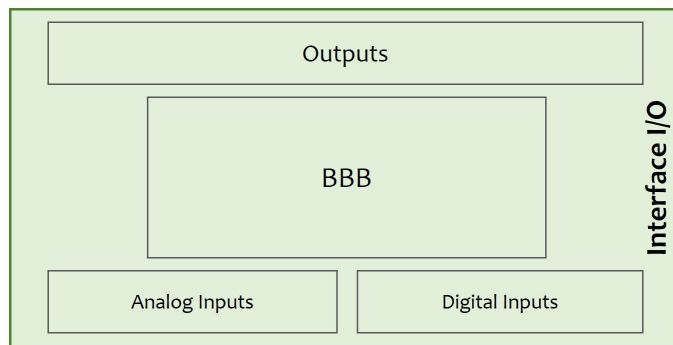 Outputs
BBB
Interface I/O
Analog Inputs
Digital Inputs